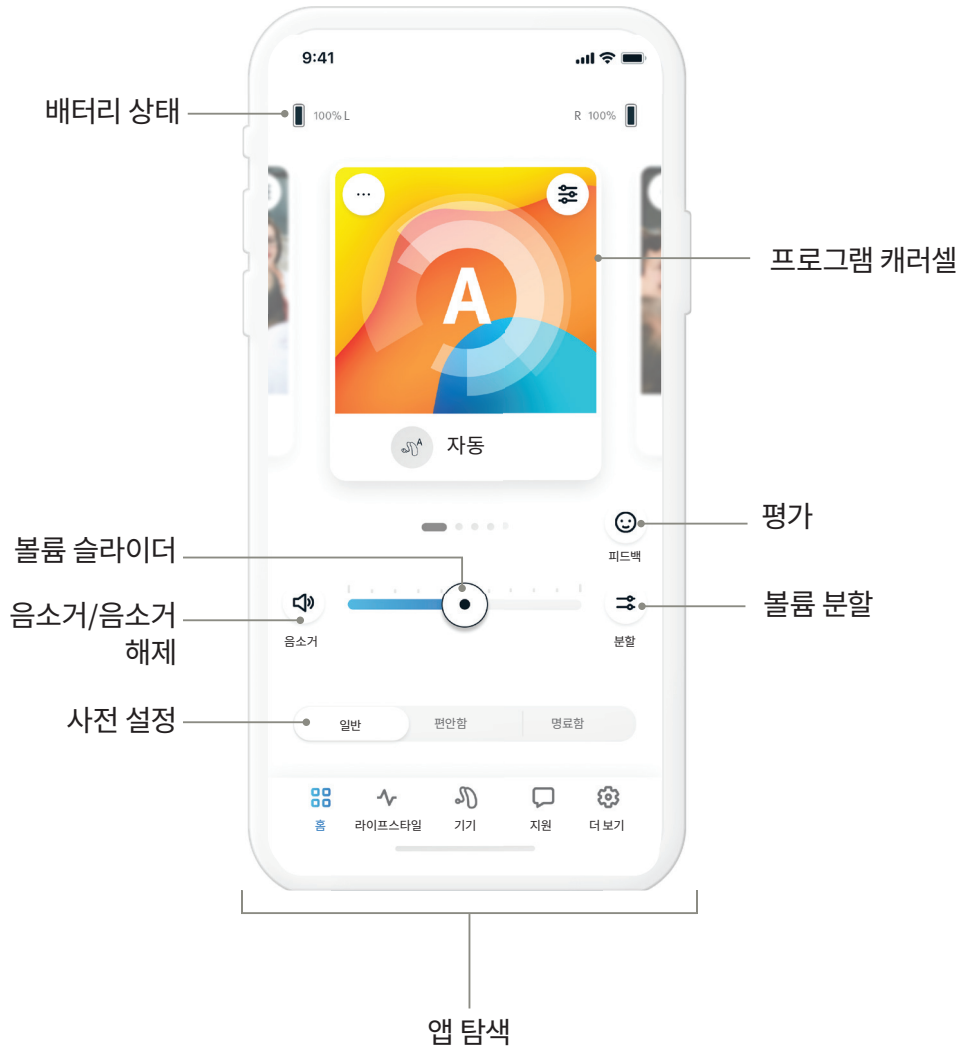 9:41
배터리 상태
100% L
R 100%
...
A
프로그램 캐러셀
A
자동
평가
피드백
볼륨 슬라이더
음소거/음소거
해제
음소거
볼륨 분할
분할
사전 설정
일반
편안함
명료함
홈
라이프스타일
기기
지원
더 보기
앱 탐색